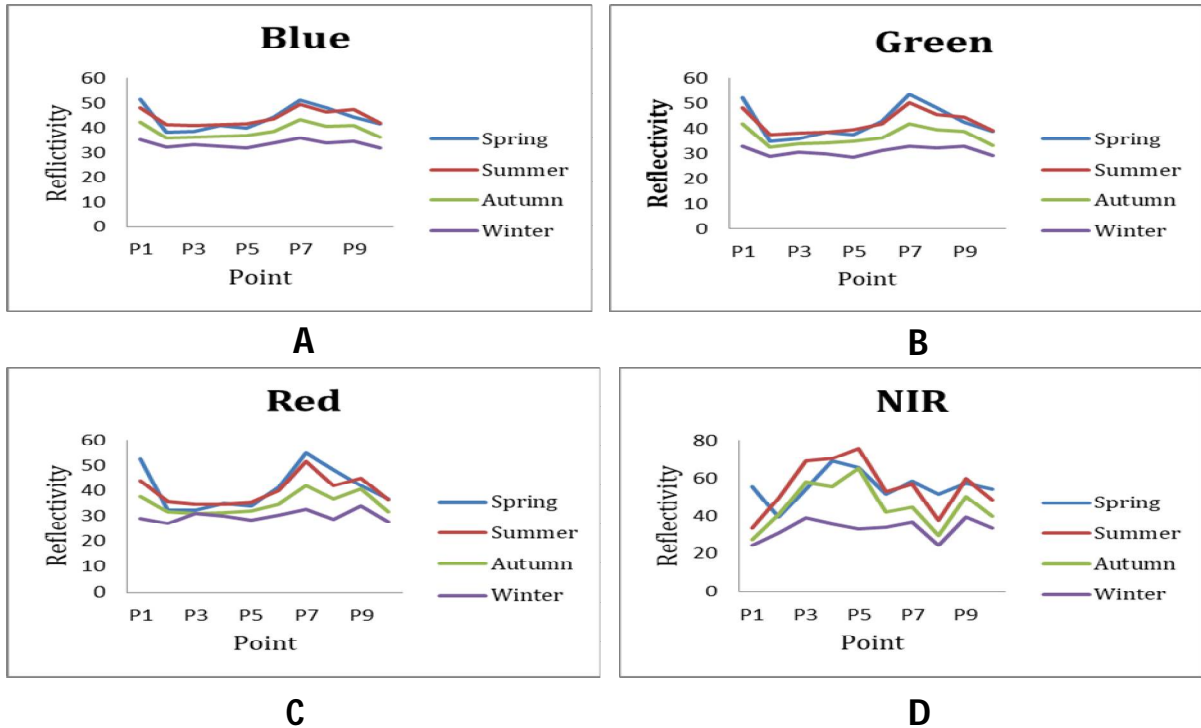 Blue
Reflictivity
60
50
40
30
20
10
0
P1 P3 P5 P7 P9
Point
Spring
Summer
Autumn
Winter
A
Green
Reflectivity
60
50
40
30
20
10
0
P1 P3 P5 P7 P9
Point
Spring
Summer
Autumn
Winter
B
Red
Reflectivity
60
50
40
30
20
10
0
P1 P3 P5 P7 P9
Point
Spring
Summer
Autumn
Winter
C
NIR
Reflectivity
80
60
40
20
0
P1 P3 P5 P7 P9
Point
Spring
Summer
Autumn
Winter
D